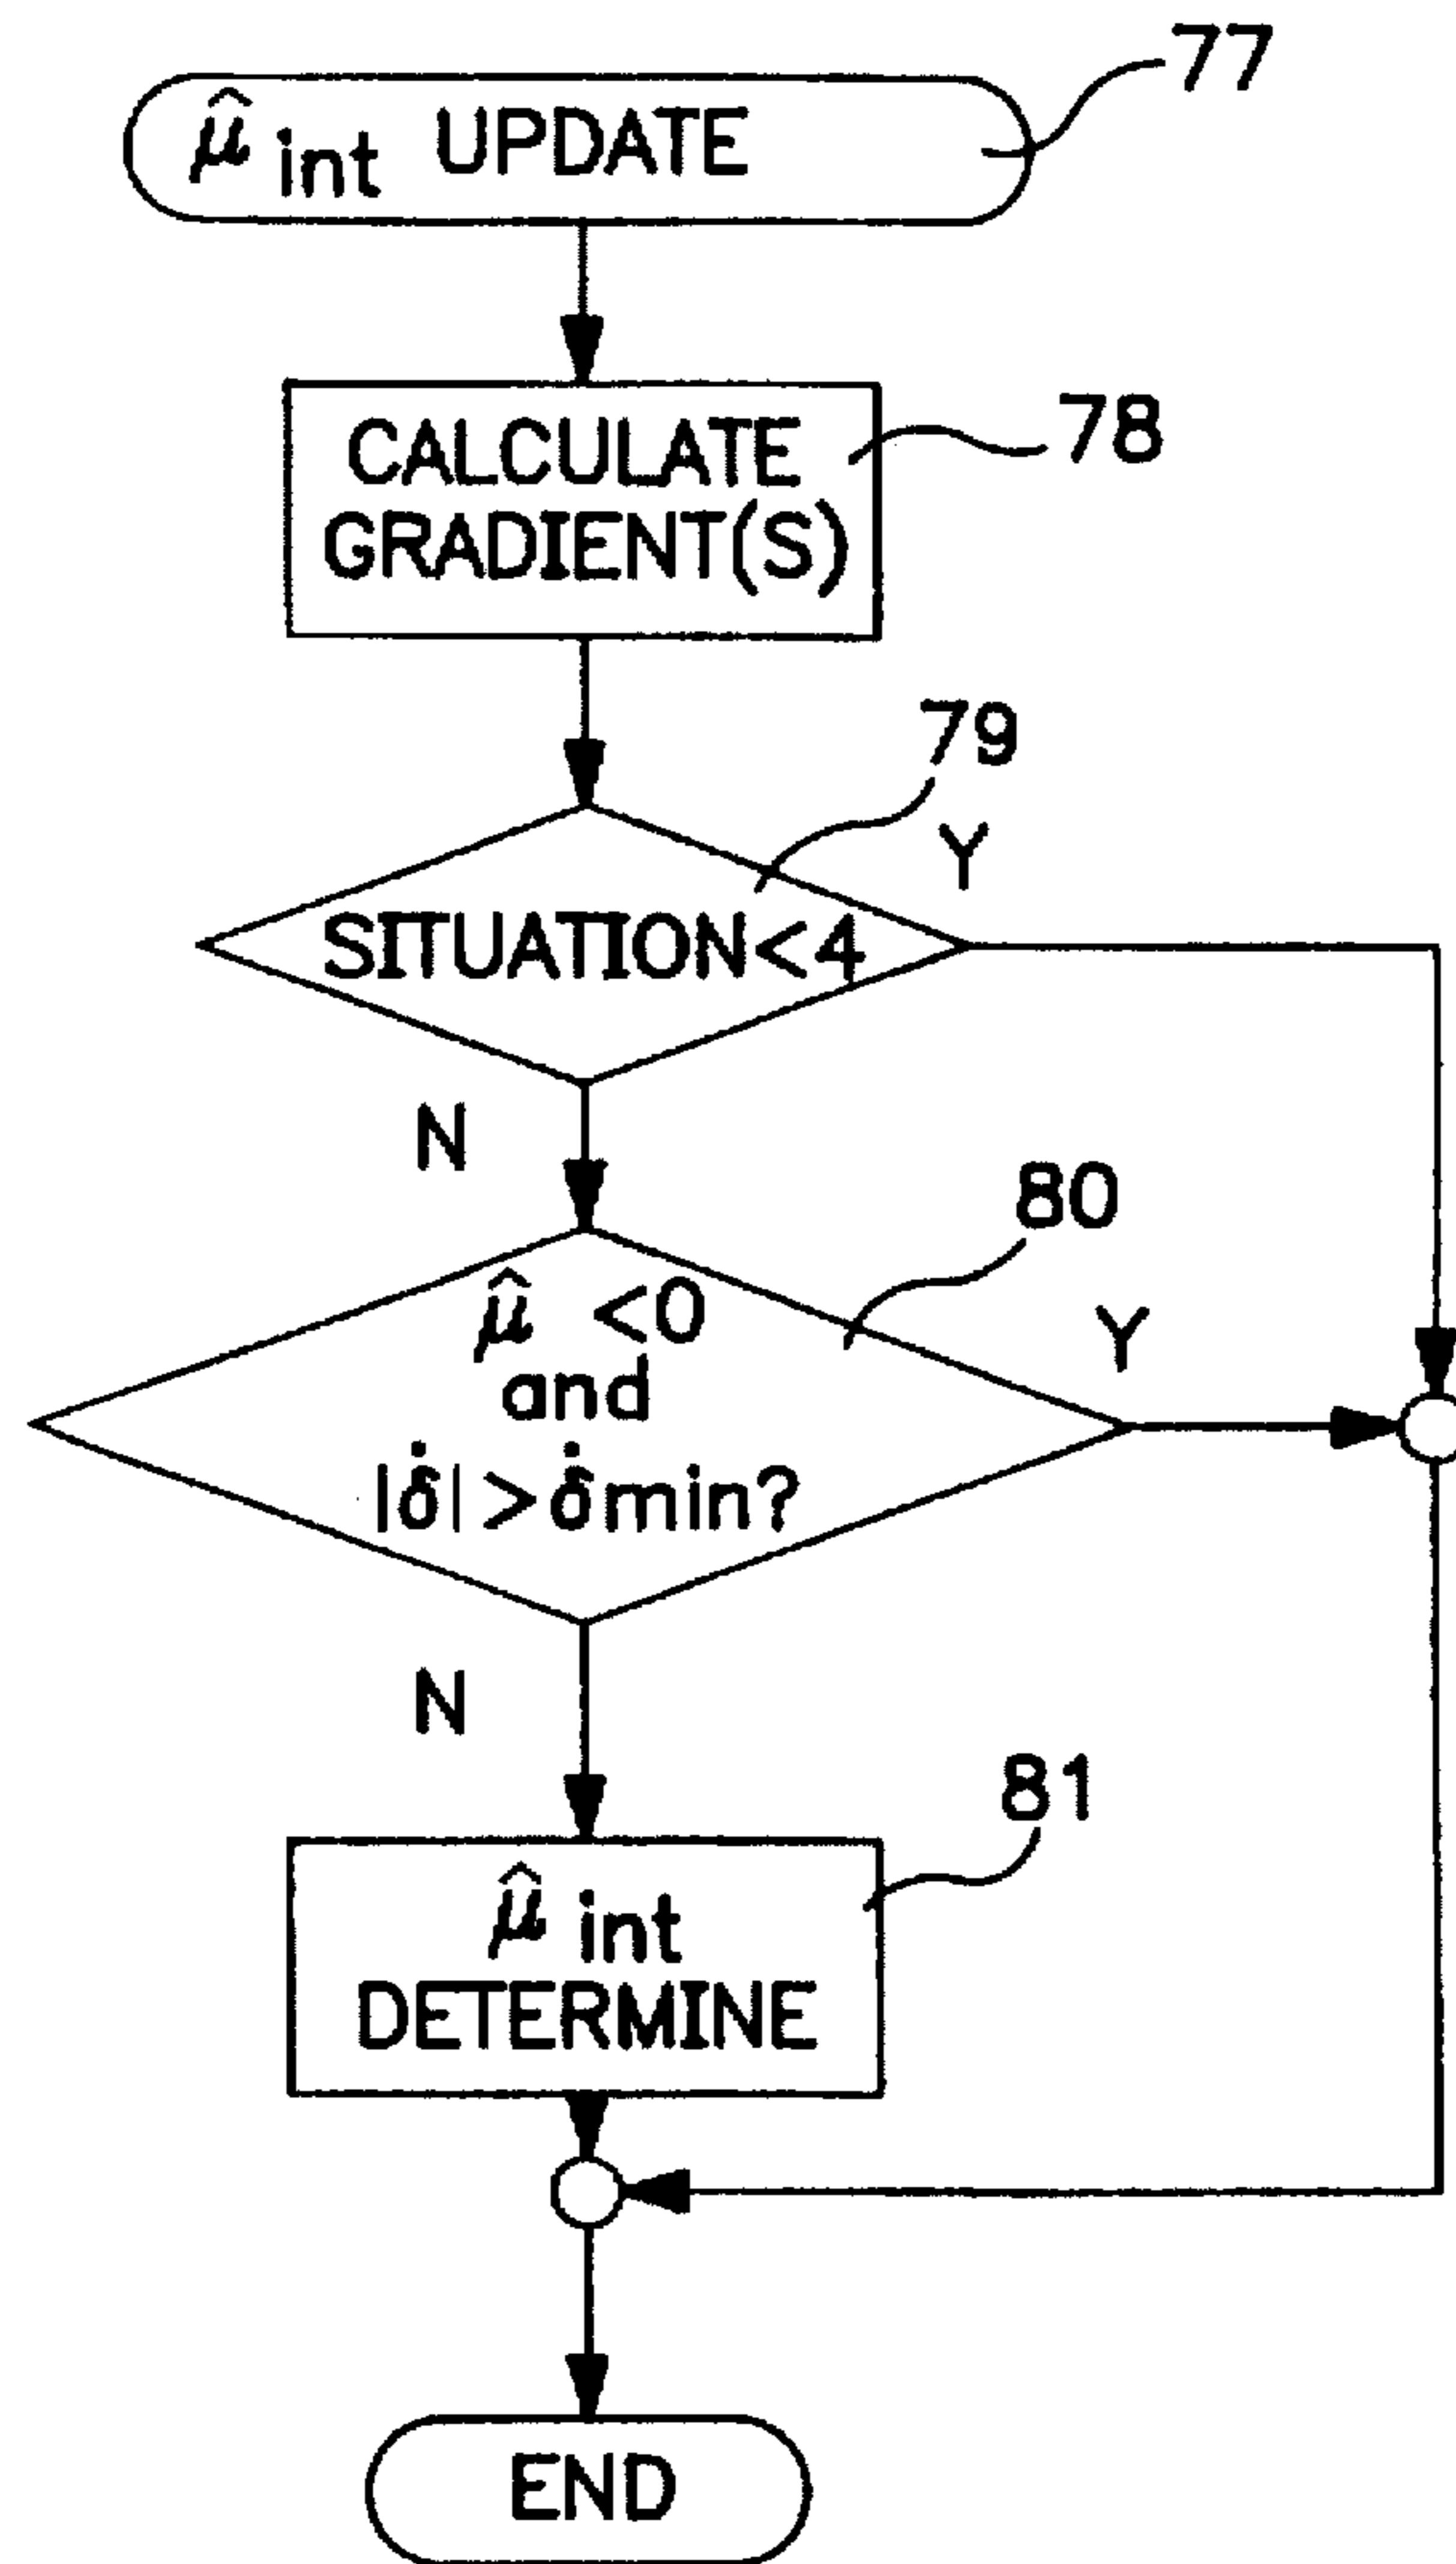 77
μ̂ int UPDATE
78
CALCULATE
GRADIENT(S)
79
Y
SITUATION<4
N
80
μ̂ <0
Y
and
|δ̇|>δ̇min?
N
81
μ̂ int
DETERMINE
END